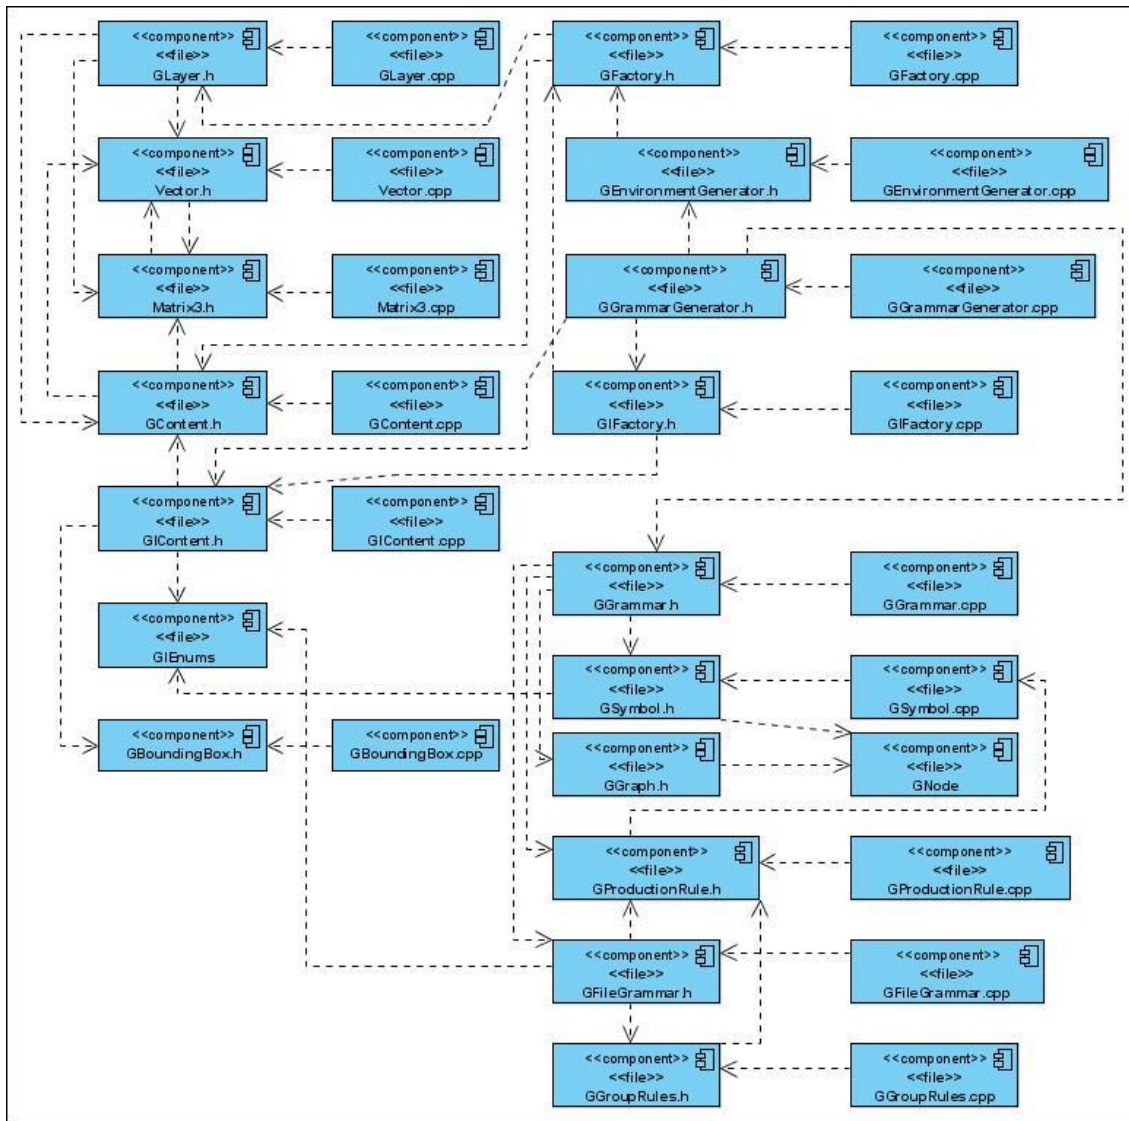 <<component>>
<<file>>
GLayer.h
<<component>>
<<file>>
GLayer.cpp
<<component>>
<<file>>
GFactory.h
<<component>>
<<file>>
GFactory.cpp
<<component>>
<<file>>
Vector.h
<<component>>
<<file>>
Vector.cpp
<<component>>
<<file>>
GEnvironmentGenerator.h
<<component>>
<<file>>
GEnvironmentGenerator.cpp
<<component>>
<<file>>
Matrix3.h
<<component>>
<<file>>
Matrix3.cpp
<<component>>
<<file>>
GGrammarGenerator.h
<<component>>
<<file>>
GGrammarGenerator.cpp
<<component>>
<<file>>
GContent.h
<<component>>
<<file>>
GContent.cpp
<<component>>
<<file>>
GIFactory.h
<<component>>
<<file>>
GIFactory.cpp
<<component>>
<<file>>
GIContent.h
<<component>>
<<file>>
GIContent.cpp
<<component>>
<<file>>
GGrammar.h
<<component>>
<<file>>
GGrammar.cpp
<<component>>
<<file>>
GIEnums
<<component>>
<<file>>
GSymbol.h
<<component>>
<<file>>
GSymbol.cpp
<<component>>
GBoundingBox.h
<<component>>
GBoundingBox.cpp
<<component>>
<<file>>
GGraph.h
<<component>>
<<file>>
GNode
<<component>>
<<file>>
GProductionRule.h
<<component>>
<<file>>
GProductionRule.cpp
<<component>>
<<file>>
GFileGrammar.h
<<component>>
<<file>>
GFileGrammar.cpp
<<component>>
<<file>>
GGroupRules.h
<<component>>
<<file>>
GGroupRules.cpp